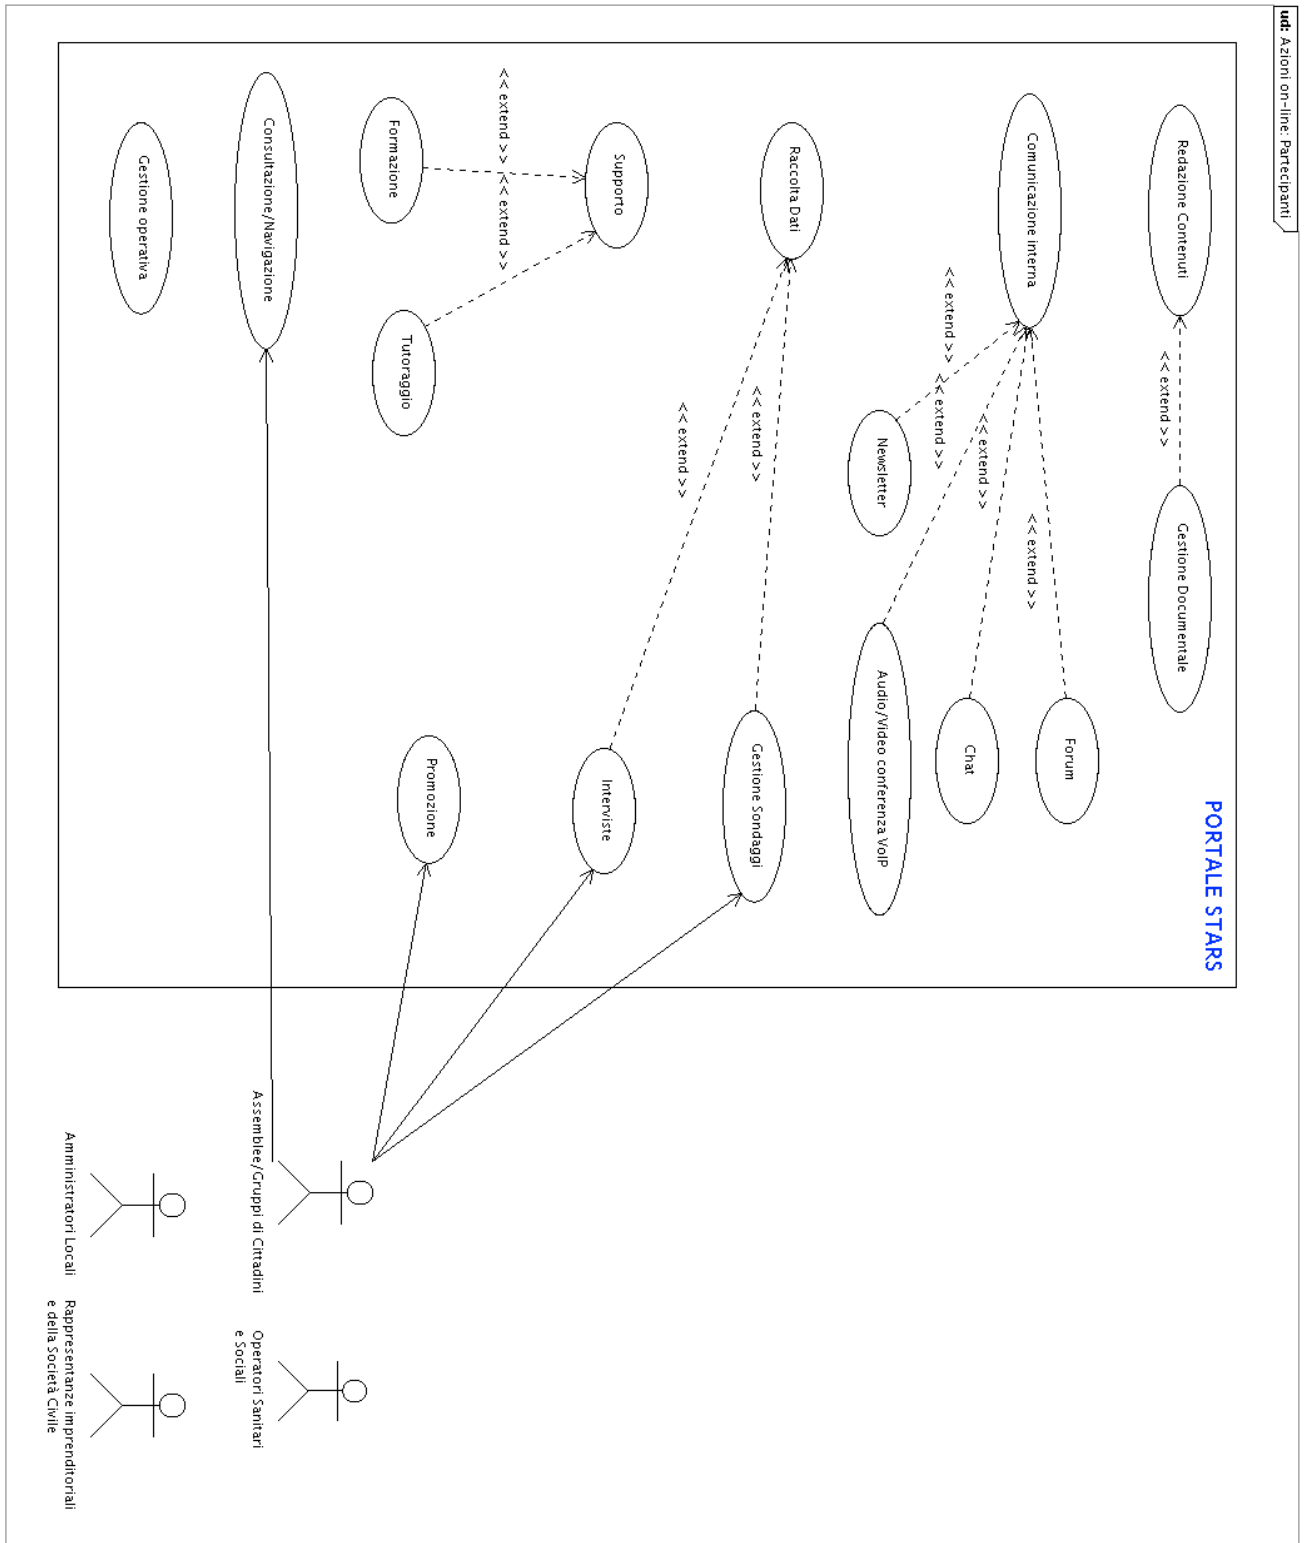 ud: Azioni on-line: Partecipanti
PORTALE STARS
Redazione Contenuti
<< extend >>
Gestione Documentale
Comunicazione interna
<< extend >>
Forum
<< extend >>
Chat
<< extend >>
Audio/Video conferenza VoIP
<< extend >>
Newsletter
Raccolta Dati
<< extend >>
Gestione Sondaggi
<< extend >>
Interviste
Supporto
<< extend >>
<< extend >>
Formazione
Tutoraggio
Promozione
Consultazione/Navigazione
Gestione operativa
Assemblee/Gruppi di Cittadini
Operatori Sanitari
e Sociali
Amministratori Locali
Rappresentanze imprenditoriali
e della Società Civile